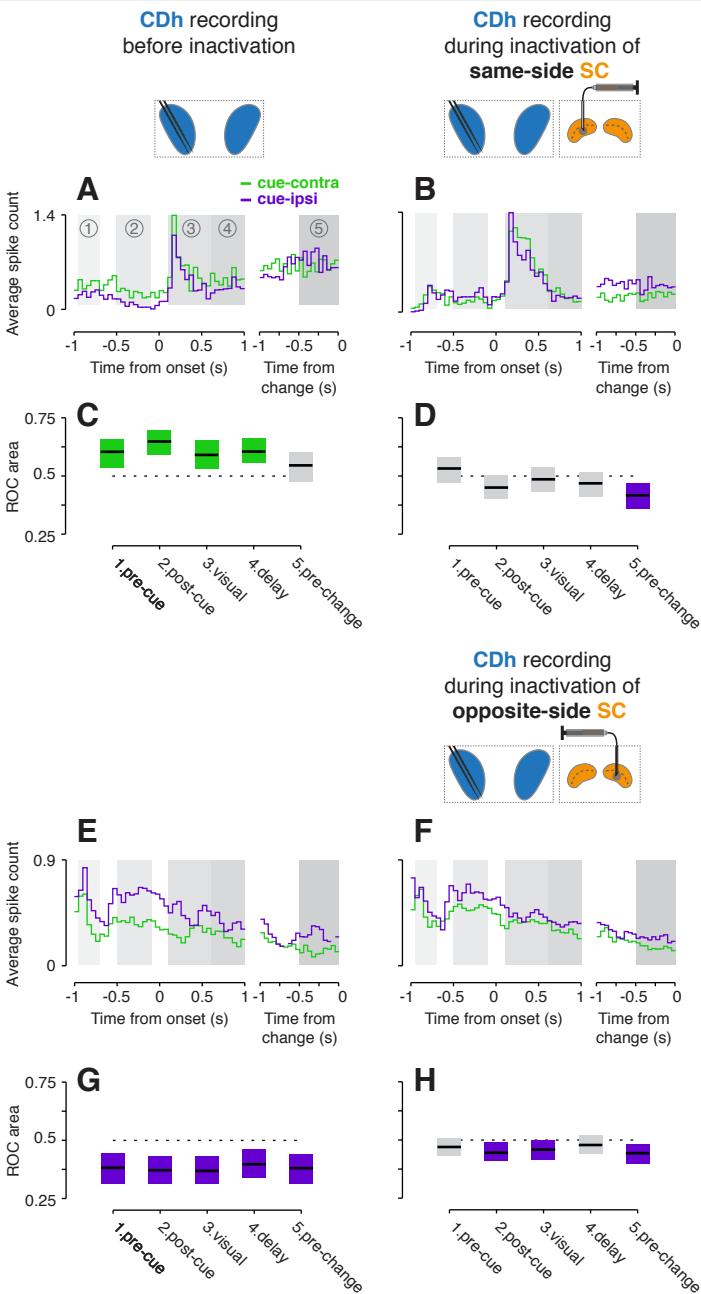 CDh recording
before inactivation
CDh recording
during inactivation of
same-side SC
A
cue-contra
cue-ipsi
Average spike count
1.4
0
1
2
3
4
5
-1
-0.5
0
0.5
1
Time from onset (s)
-1
-0.5
0
Time from
change (s)
B
-1
-0.5
0
0.5
1
Time from onset (s)
-1
-0.5
0
Time from
change (s)
C
ROC area
0.75
0.5
0.25
1.pre-cue
2.post-cue
3.visual
4.delay
5.pre-change
D
1.pre-cue
2.post-cue
3.visual
4.delay
5.pre-change
CDh recording
during inactivation of
opposite-side SC
E
Average spike count
0.9
0
-1
-0.5
0
0.5
1
Time from onset (s)
-1
-0.5
0
Time from
change (s)
F
-1
-0.5
0
0.5
1
Time from onset (s)
-1
-0.5
0
Time from
change (s)
G
ROC area
0.75
0.5
0.25
1.pre-cue
2.post-cue
3.visual
4.delay
5.pre-change
H
1.pre-cue
2.post-cue
3.visual
4.delay
5.pre-change